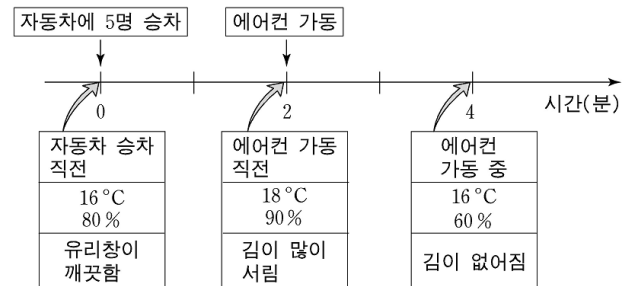 자동차에 5명 승차
에어컨 가동
0
2
4
시간(분)
자동차 승차
직전
16℃
80%
유리창이
깨끗함
에어컨 가동
직전
18℃
90%
김이 많이
서림
에어컨
가동 중
16℃
60%
김이 없어짐